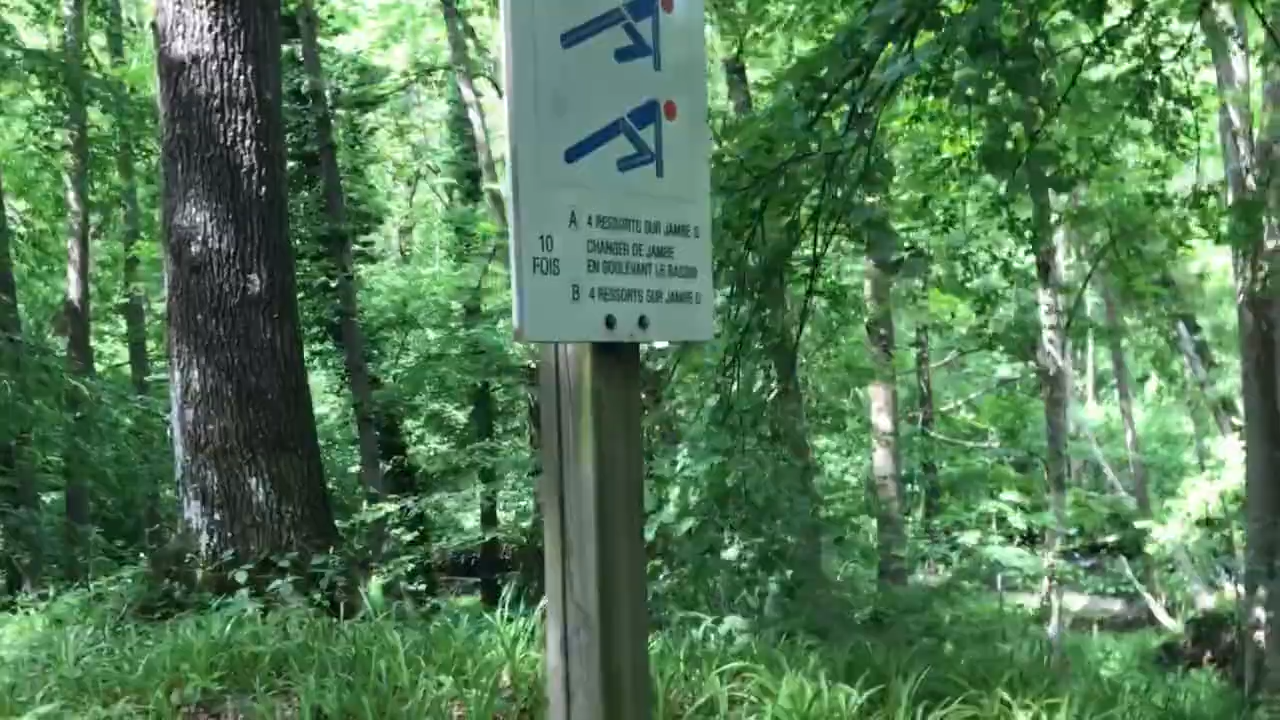 A 4 RESSORTS SUR JAMBE G
CHANGER DE JAMBE
EN SOULEVANT LE BASSIN
10
FOIS
B 4 RESSORTS SUR JAMBE D